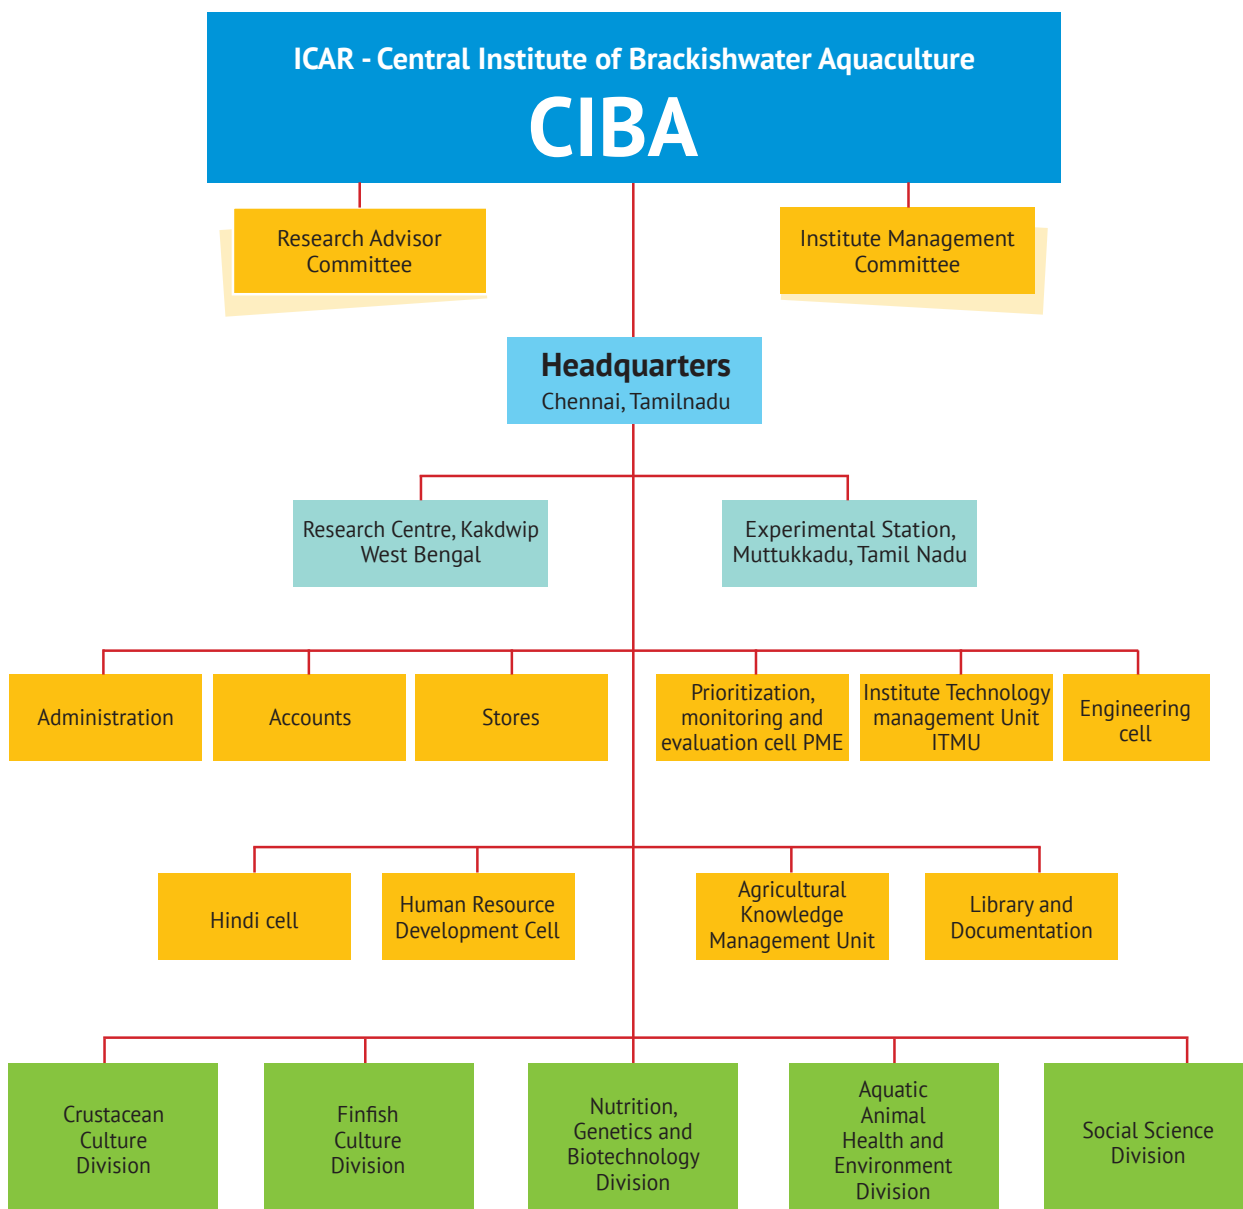 ICAR - Central Institute of Brackishwater Aquaculture
CIBA
Research Advisor
Committee
Institute Management
Committee
Headquarters
Chennai, Tamilnadu
Research Centre, Kakdwip
West Bengal
Experimental Station,
Muttukkadu, Tamil Nadu
Administration
Accounts
Stores
Prioritization,
monitoring and
evaluation cell PME
Institute Technology
management Unit
ITMU
Engineering
cell
Hindi cell
Human Resource
Development Cell
Agricultural
Knowledge
Management Unit
Library and
Documentation
Crustacean
Culture
Division
Finfish
Culture
Division
Nutrition,
Genetics and
Biotechnology
Division
Aquatic
Animal
Health and
Environment
Division
Social Science
Division